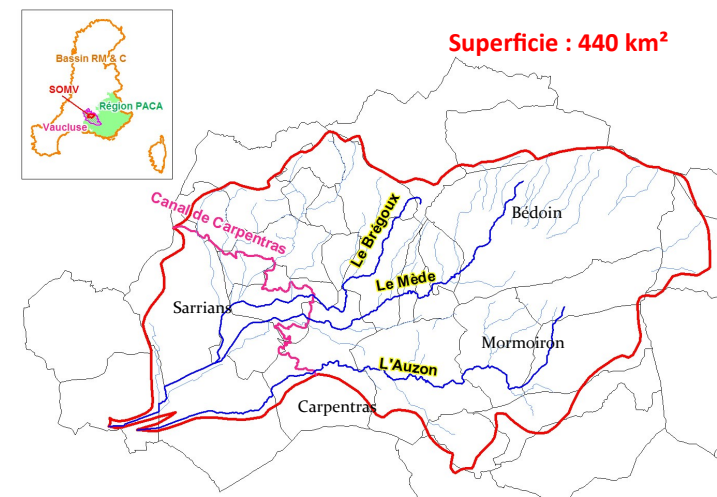 Superficie : 440 km²
Bassin RM & C
SOMV
Région PACA
Vaucluse
Canal de Carpentras
Le Brégoux
Bédoin
Le Mède
Sarrians
Mormoiron
L'Auzon
Carpentras